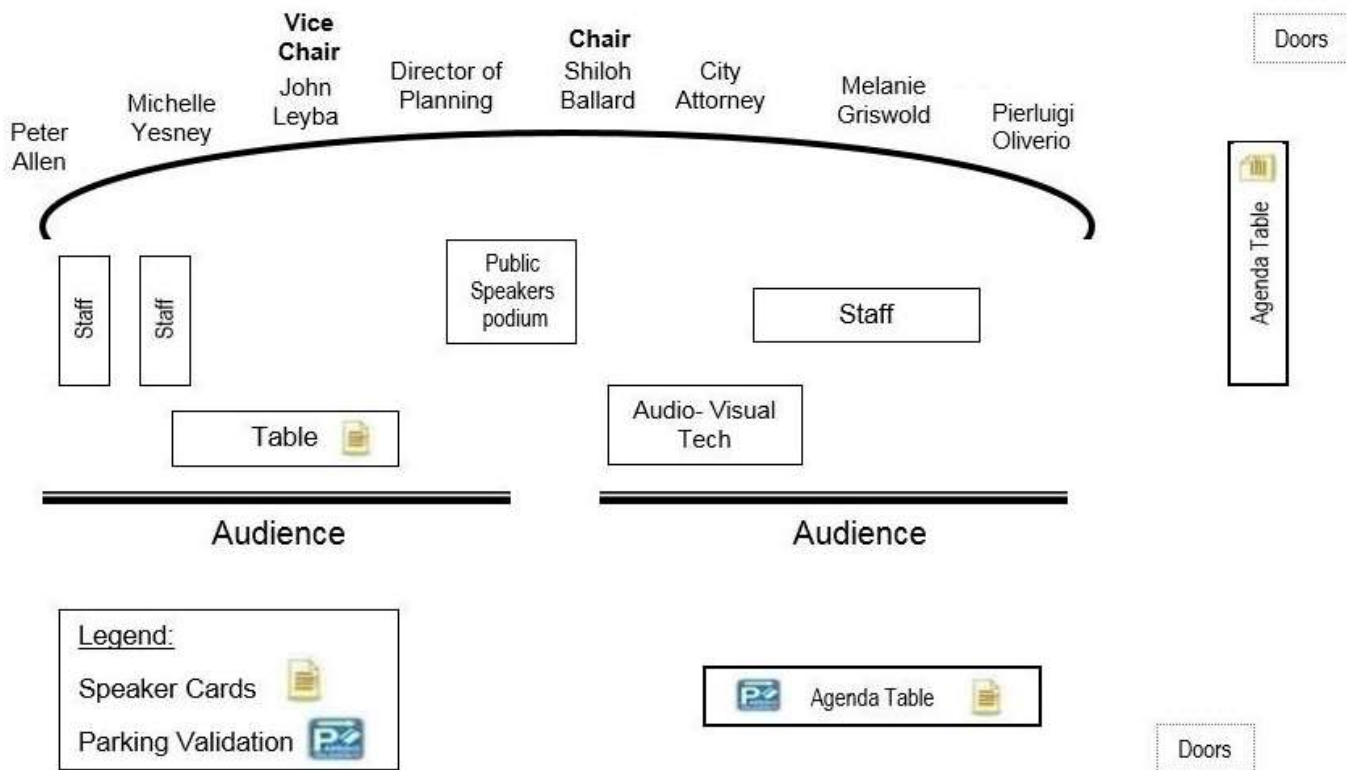 Vice
Chair
John
Leyba
Chair
Shiloh
Ballard
Director of
Planning
City
Attorney
Michelle
Yesney
Melanie
Griswold
Peter
Allen
Pierluigi
Oliverio
Doors
Agenda Table
Staff
Staff
Public
Speakers
podium
Staff
Table
Audio- Visual
Tech
Audience
Audience
Legend:
Speaker Cards
Parking Validation
P
P
Agenda Table
Doors